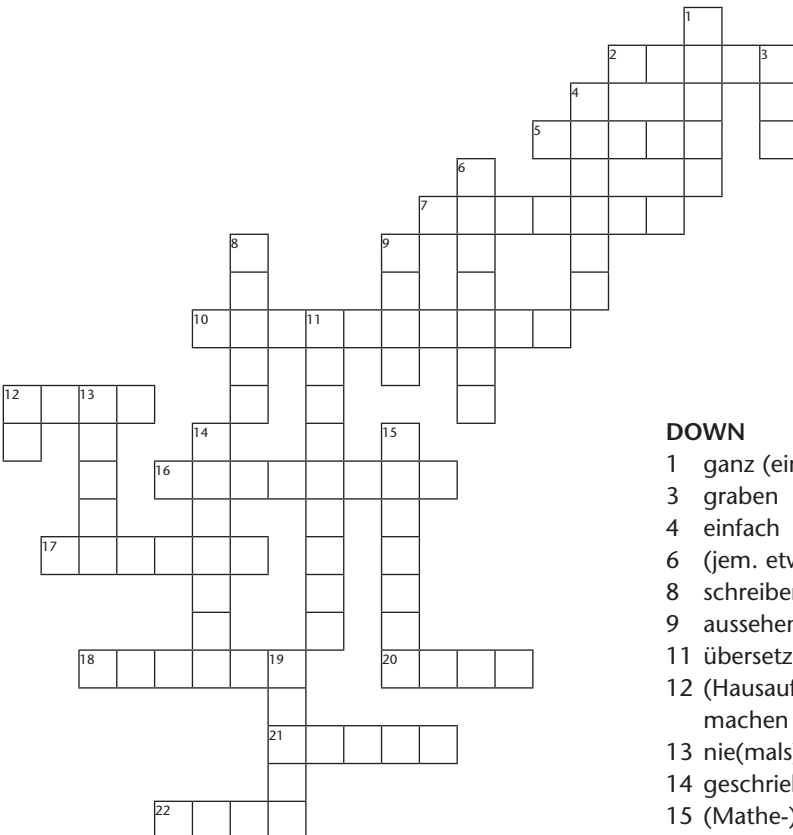 1
2 3
4
5
6
7
8 9
10 11
12 13
14 15
16
17
18 19 20
21
22
DOWN
1 ganz (ein
3 graben
4 einfach
6 (jem. etw
8 schreiben
9 aussehen
11 übersetz
12 (Hausauf
machen
13 nie(mals)
14 geschrieb
15 (Mathe-)